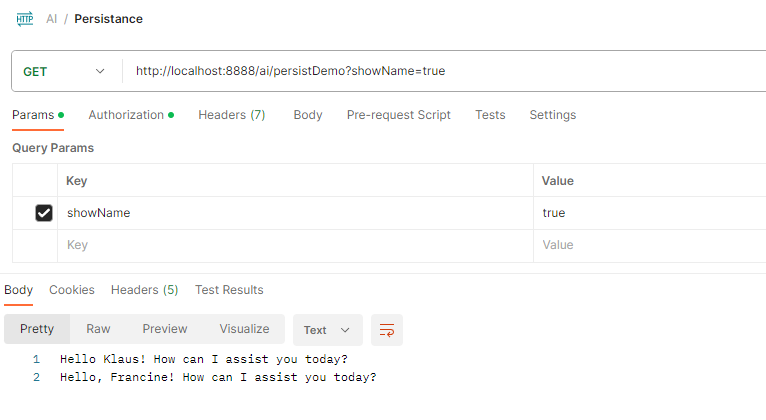 HTTP AI / Persistance
GET http://localhost:8888/ai/persistDemo?showName=true
Params Authorization Headers (7) Body Pre-request Script Tests Settings
Query Params
Key Value
showName true
Key Value
Body Cookies Headers (5) Test Results
Pretty Raw Preview Visualize Text
1 Hello Klaus! How can I assist you today?
2 Hello, Francine! How can I assist you today?